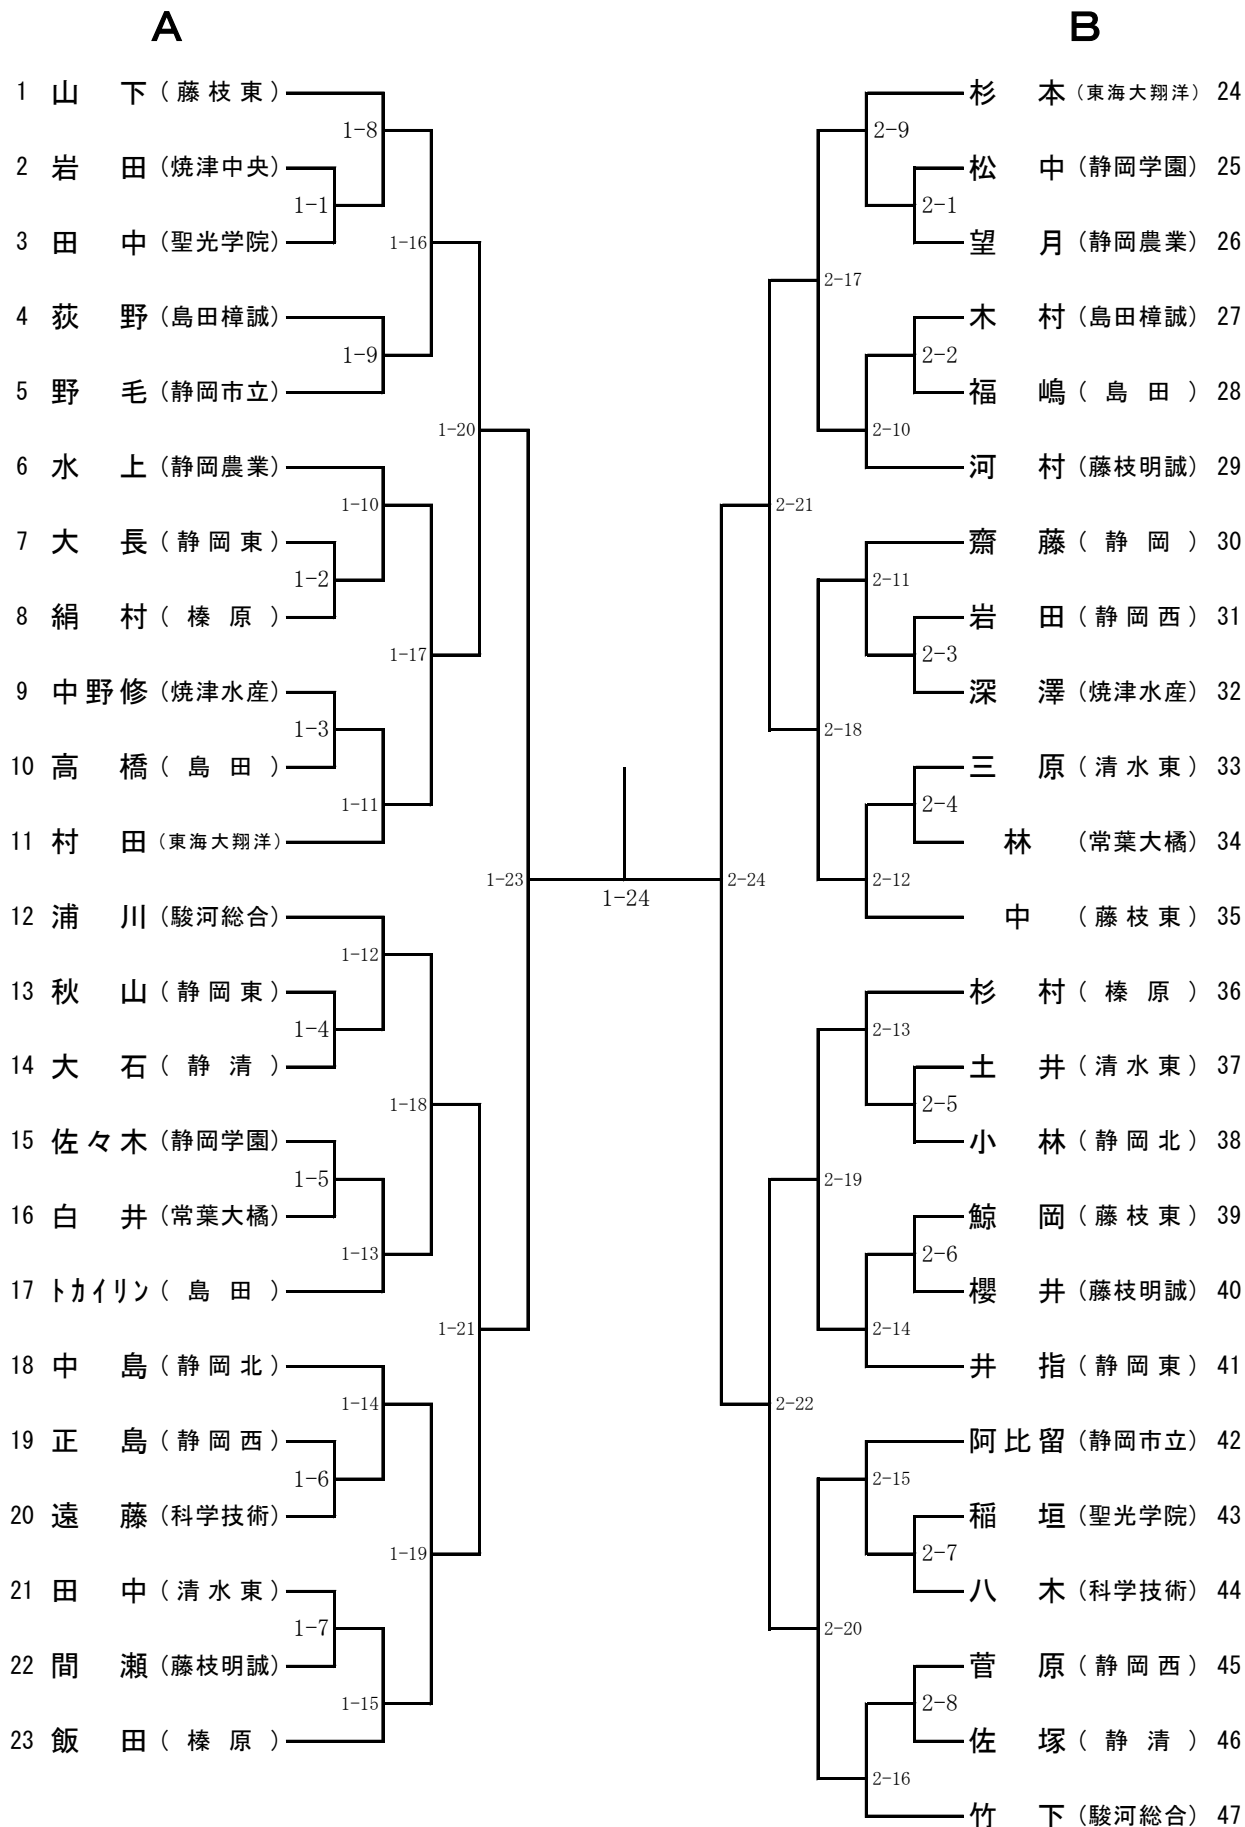 A
1 山下（藤枝東）
1-8
2 岩田（焼津中央）
1-1
3 田中（聖光学院）
1-16
4 荻野（島田樟誠）
1-9
5 野毛（静岡市立）
1-20
6 水上（静岡農業）
1-10
7 大長（静岡東）
1-2
8 絹村（榛原）
1-17
9 中野修（焼津水産）
1-3
10 高橋（島田）
1-11
11 村田（東海大翔洋）
1-23
12 浦川（駿河総合）
1-12
13 秋山（静岡東）
1-4
14 大石（静清）
1-18
15 佐々木（静岡学園）
1-5
16 白井（常葉大橘）
1-13
17 トカイリン（島田）
1-21
18 中島（静岡北）
1-14
19 正島（静岡西）
1-6
20 遠藤（科学技術）
1-19
21 田中（清水東）
1-7
22 間瀬（藤枝明誠）
1-15
23 飯田（榛原）
1-24
B
杉本（東海大翔洋）24
2-9
松中（静岡学園）25
2-1
望月（静岡農業）26
2-17
木村（島田樟誠）27
2-2
福嶋（島田）28
2-10
河村（藤枝明誠）29
2-21
齋藤（静岡）30
2-11
岩田（静岡西）31
2-3
深澤（焼津水産）32
2-18
三原（清水東）33
2-4
林（常葉大橘）34
2-12
2-24
中（藤枝東）35
杉村（榛原）36
2-13
土井（清水東）37
2-5
小林（静岡北）38
2-19
鯨岡（藤枝東）39
2-6
櫻井（藤枝明誠）40
2-14
井指（静岡東）41
2-22
阿比留（静岡市立）42
2-15
稲垣（聖光学院）43
2-7
八木（科学技術）44
2-20
菅原（静岡西）45
2-8
佐塚（静清）46
2-16
竹下（駿河総合）47